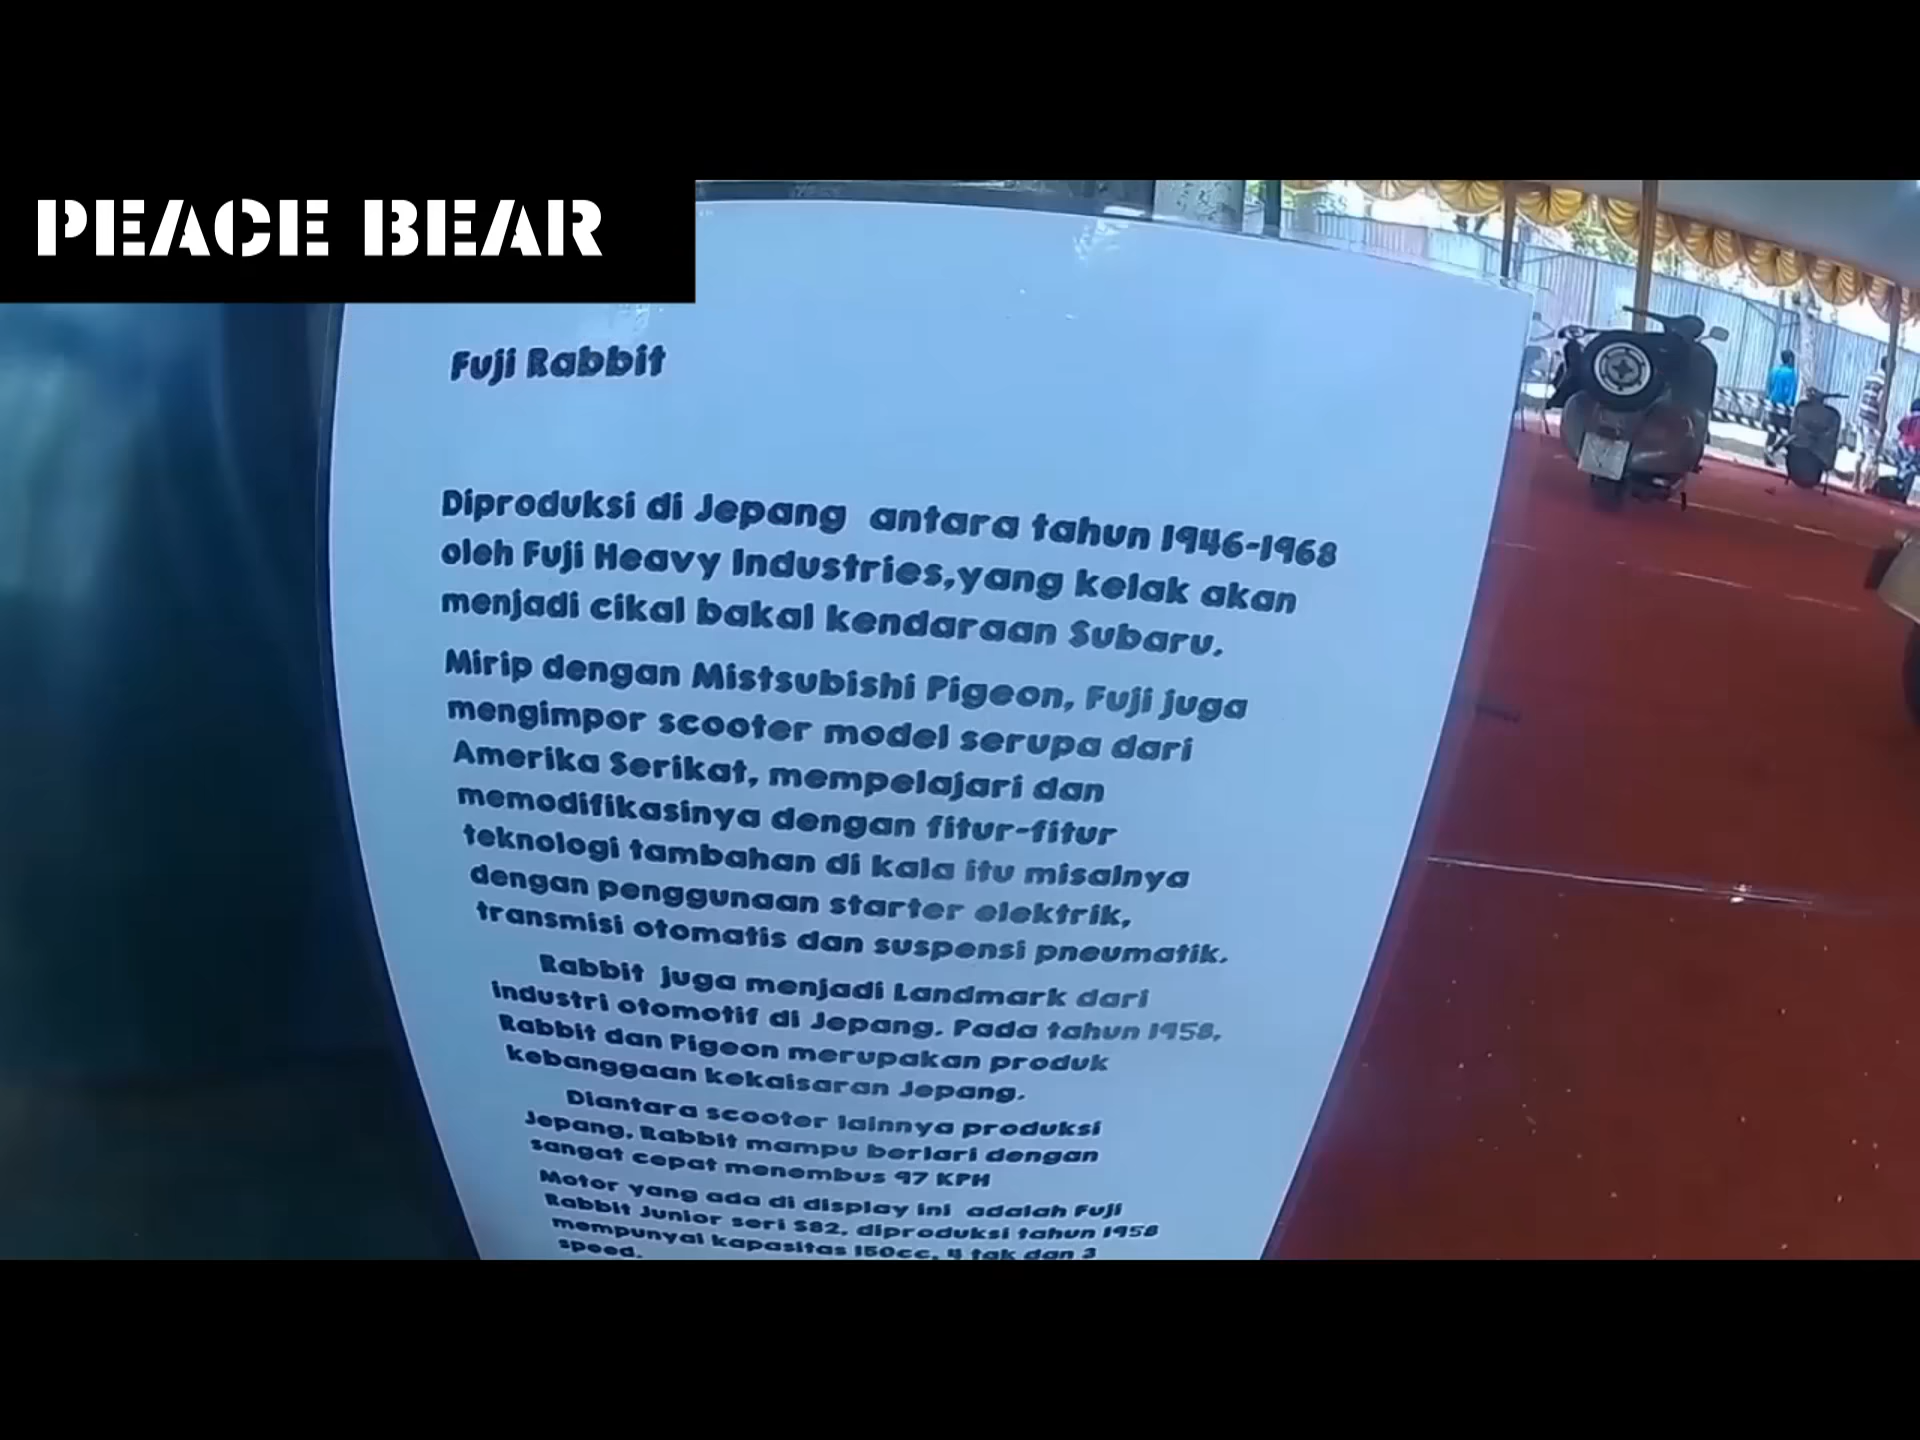 PEACE BEAR
Fuji Rabbit
Diproduksi di Jepang antara tahun 1946-1968
oleh Fuji Heavy Industries,yang kelak akan
menjadi cikal bakal kendaraan Subaru.
Mirip dengan Mistsubishi Pigeon, Fuji juga
mengimpor scooter model serupa dari
Amerika Serikat, mempelajari dan
memodifikasinya dengan fitur-fitur
teknologi tambahan di kala itu misalnya
dengan penggunaan starter elektrik,
transmisi otomatis dan suspensi pneumatik.
Rabbit juga menjadi Landmark dari
industri otomotif di Jepang. Pada tahun 1958,
Rabbit dan Pigeon merupakan produk
kebanggaan kekaisaran Jepang.
Diantara scooter lainnya produksi
Jepang, Rabbit mampu berlari dengan
sangat cepat menembus 97 KPH
Motor yang ada di display ini adalah Fuji
Rabbit Junior seri S82, diproduksi tahun 1958
mempunyai kapasitas 150cc, 4 tak dan 3
speed.